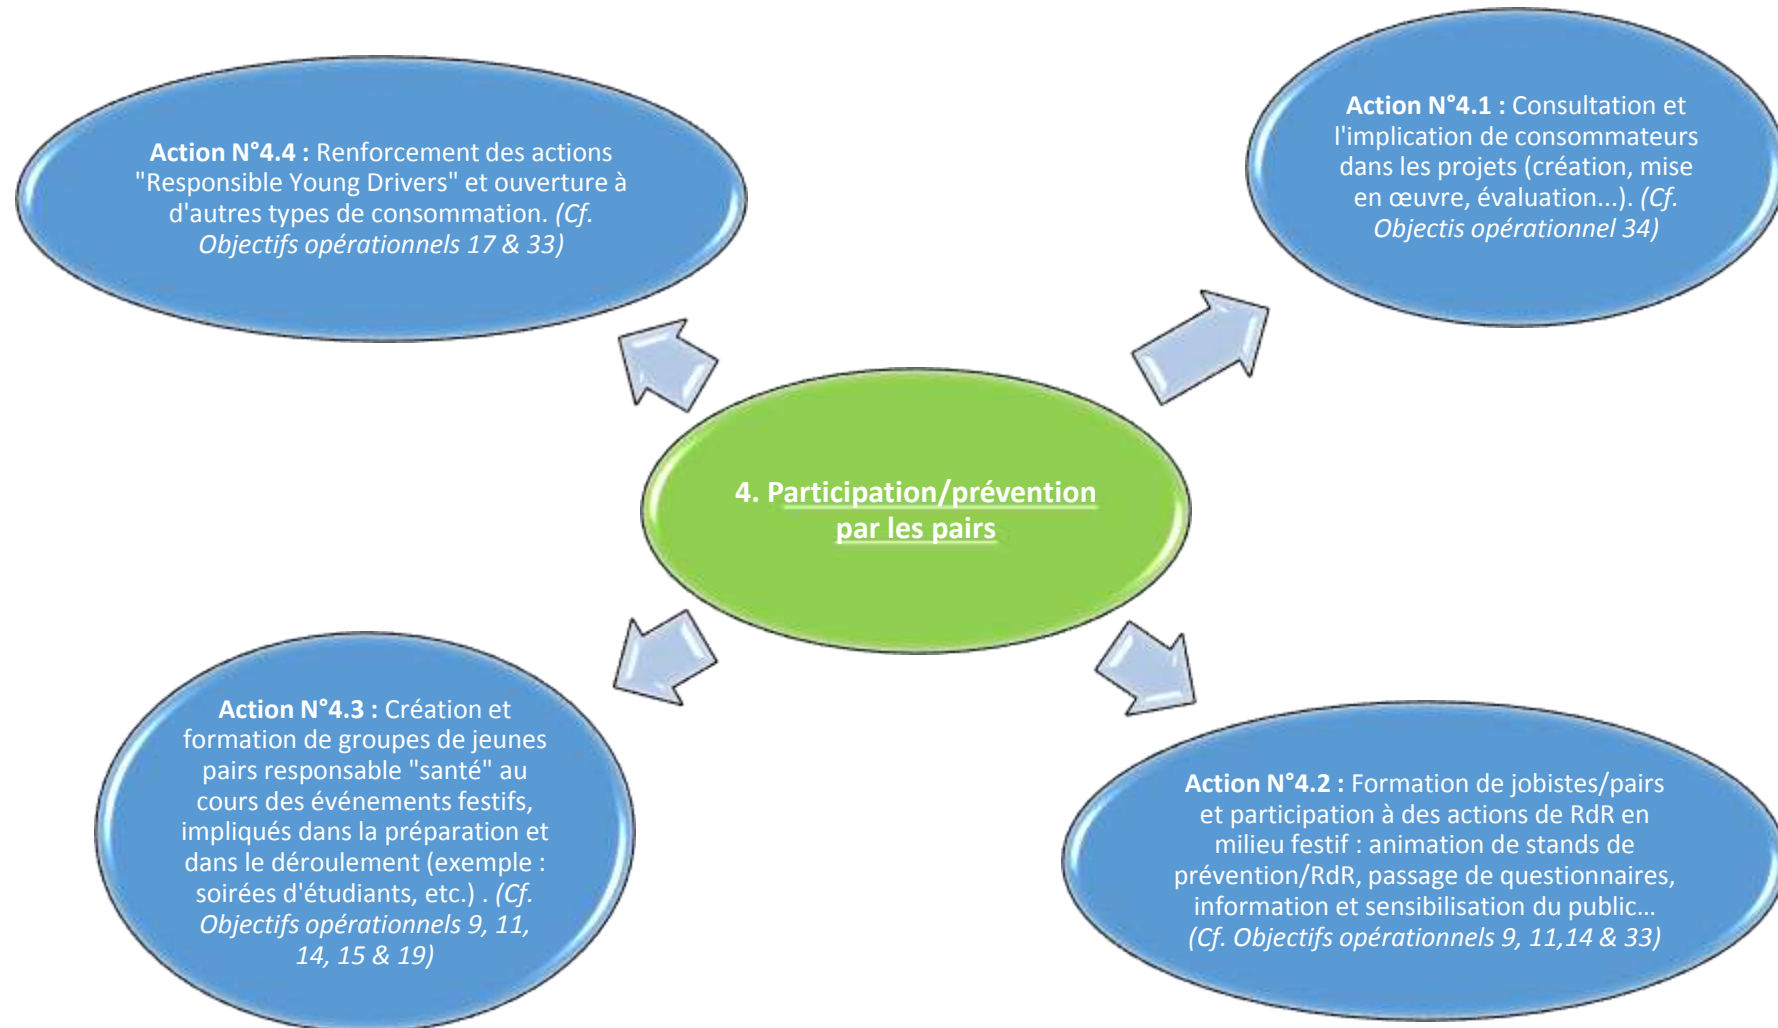 Action N°4.4 : Renforcement des actions
"Responsible Young Drivers" et ouverture à
d'autres types de consommation. (Cf.
Objectifs opérationnels 17 & 33)
Action N°4.1 : Consultation et
l'implication de consommateurs
dans les projets (création, mise
en œuvre, évaluation...). (Cf.
Objectis opérationnel 34)
4. Participation/prévention
par les pairs
Action N°4.3 : Création et
formation de groupes de jeunes
pairs responsable "santé" au
cours des événements festifs,
impliqués dans la préparation et
dans le déroulement (exemple :
soirées d'étudiants, etc.) . (Cf.
Objectifs opérationnels 9, 11,
14, 15 & 19)
Action N°4.2 : Formation de jobistes/pairs
et participation à des actions de RdR en
milieu festif : animation de stands de
prévention/RdR, passage de questionnaires,
information et sensibilisation du public…
(Cf. Objectifs opérationnels 9, 11,14 & 33)